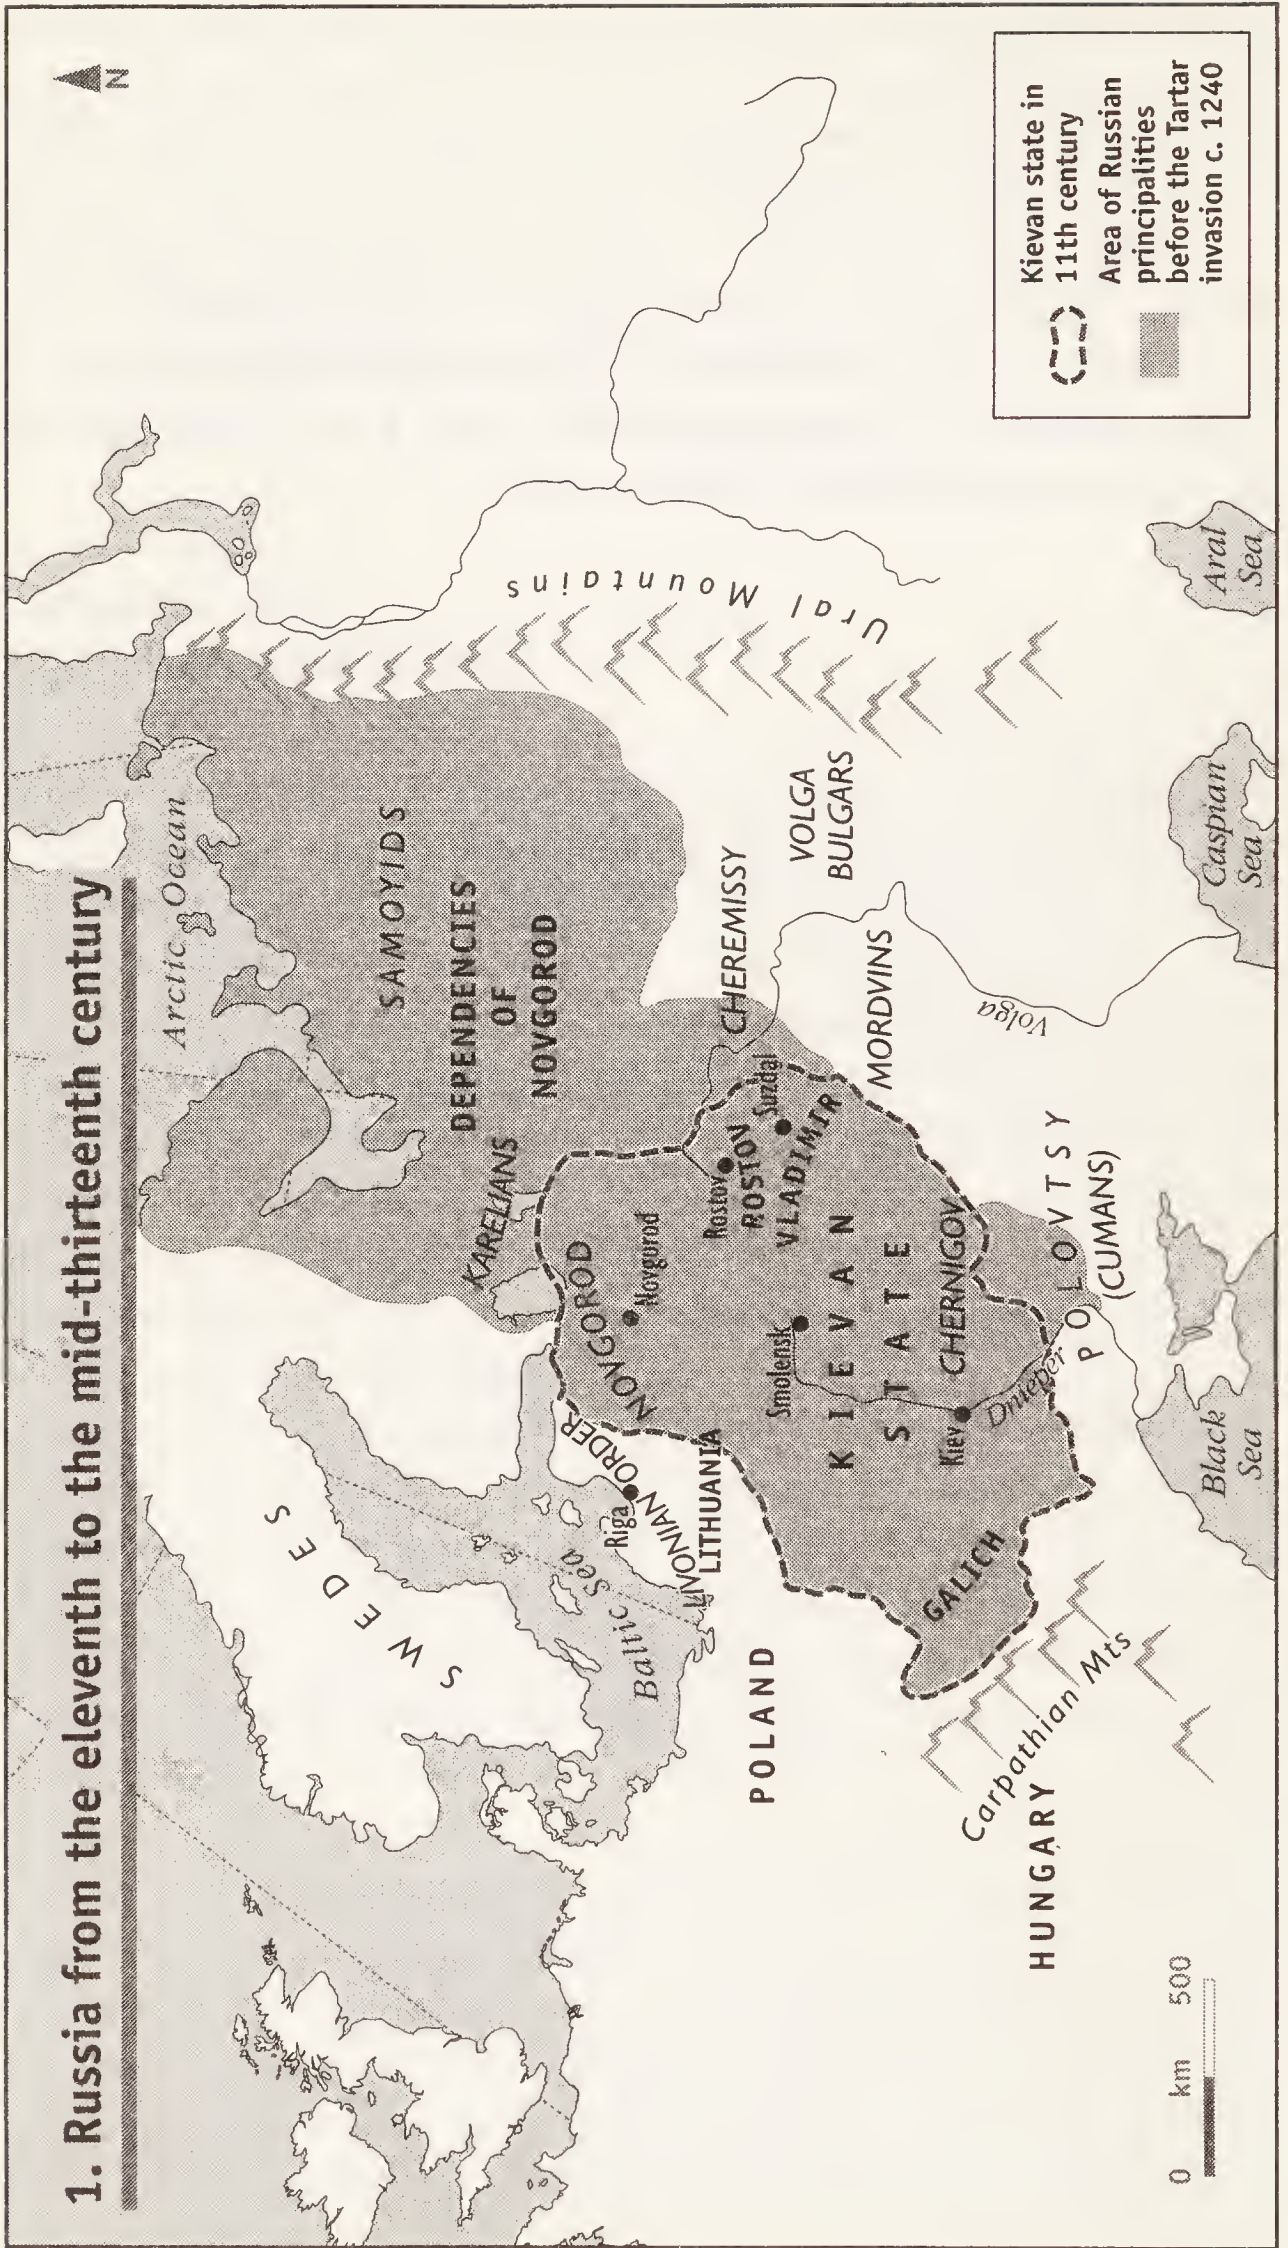 1. Russia from the eleventh to the mid-thirteenth century
N
Arctic Ocean
SAMOYIDS
DEPENDENCIES
OF
NOVGOROD
KARELIANS
SWEDES
Ural Mountains
Baltic Sea
Riga
LIVONIAN ORDER
LITHUANIA
NOVGOROD
Novgorod
Rostov
ROSTOV
Suzdal
VLADIMIR
CHEREMISSY
VOLGA
BULGARS
MORDVINS
Volga
Smolensk
KIEVAN
STATE
CHERNIGOV
Kiev
Dnieper
POLOVTSY
(CUMANS)
POLAND
GALICH
Carpathian Mts
HUNGARY
Black
Sea
Caspian
Sea
Aral
Sea
0 km 500
Kievan state in
11th century
Area of Russian
principalities
before the Tartar
invasion c. 1240